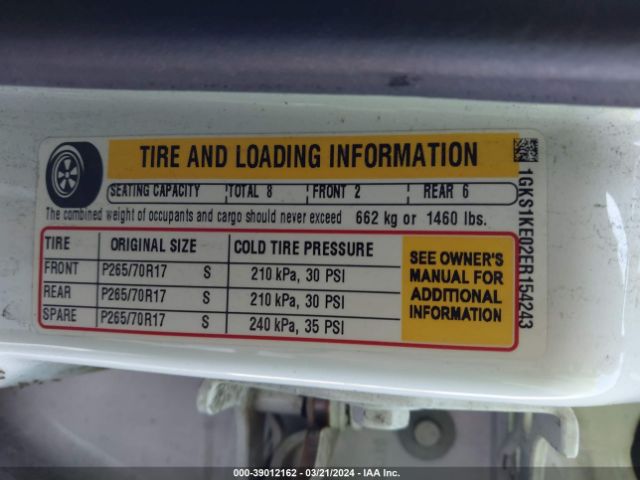 TIRE AND LOADING INFORMATION
SEATING CAPACITY TOTAL 8 FRONT 2 REAR 6
The combined weight of occupants and cargo should never exceed 662 kg or 1460 lbs.
TIRE ORIGINAL SIZE COLD TIRE PRESSURE
FRONT P265/70R17 S 210 kPa, 30 PSI
REAR P265/70R17 S 210 kPa, 30 PSI
SPARE P265/70R17 S 240 kPa, 35 PSI
SEE OWNER'S
MANUAL FOR
ADDITIONAL
INFORMATION
1GKS1KE02ER154243
000-39012162 - 03/21/2024 - IAA Inc.